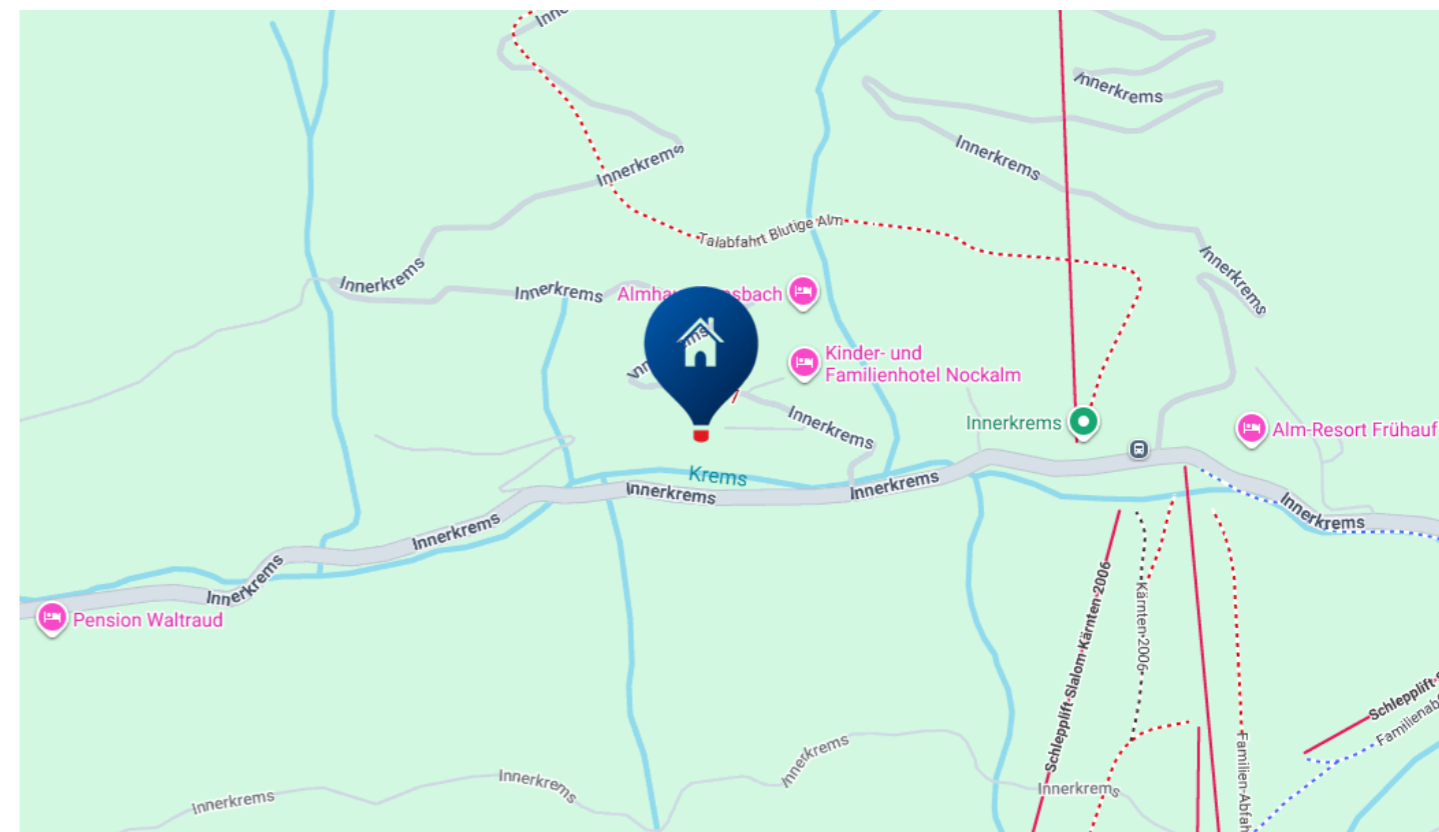 Innerkrems
Innerkrems
Innerkrems
Innerkrems
Talabfahrt Blutige Alm
Innerkrems
Innerkrems
Innerkrems
Kinder- und
Familienhotel Nockalm
Innerkrems
Innerkrems
Alm-Resort Frühauf
Krems
Innerkrems
Innerkrems
Innerkrems
Innerkrems
Innerkrems
Pension Waltraud
Schlepplift-Slalom-Kärnten-2006
Kärnten-2006
Schlepplift
Innerkrems
Innerkrems
Innerkrems
Innerkrems